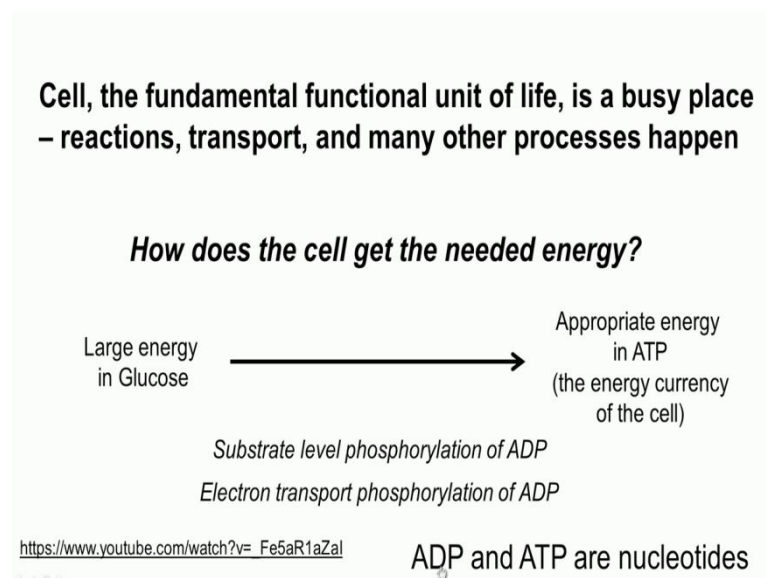 Cell, the fundamental functional unit of life, is a busy place
– reactions, transport, and many other processes happen
How does the cell get the needed energy?
Large energy
in Glucose
Appropriate energy
in ATP
(the energy currency
of the cell)
Substrate level phosphorylation of ADP
Electron transport phosphorylation of ADP
https://www.youtube.com/watch?v=_Fe5aR1aZaI
ADP and ATP are nucleotides